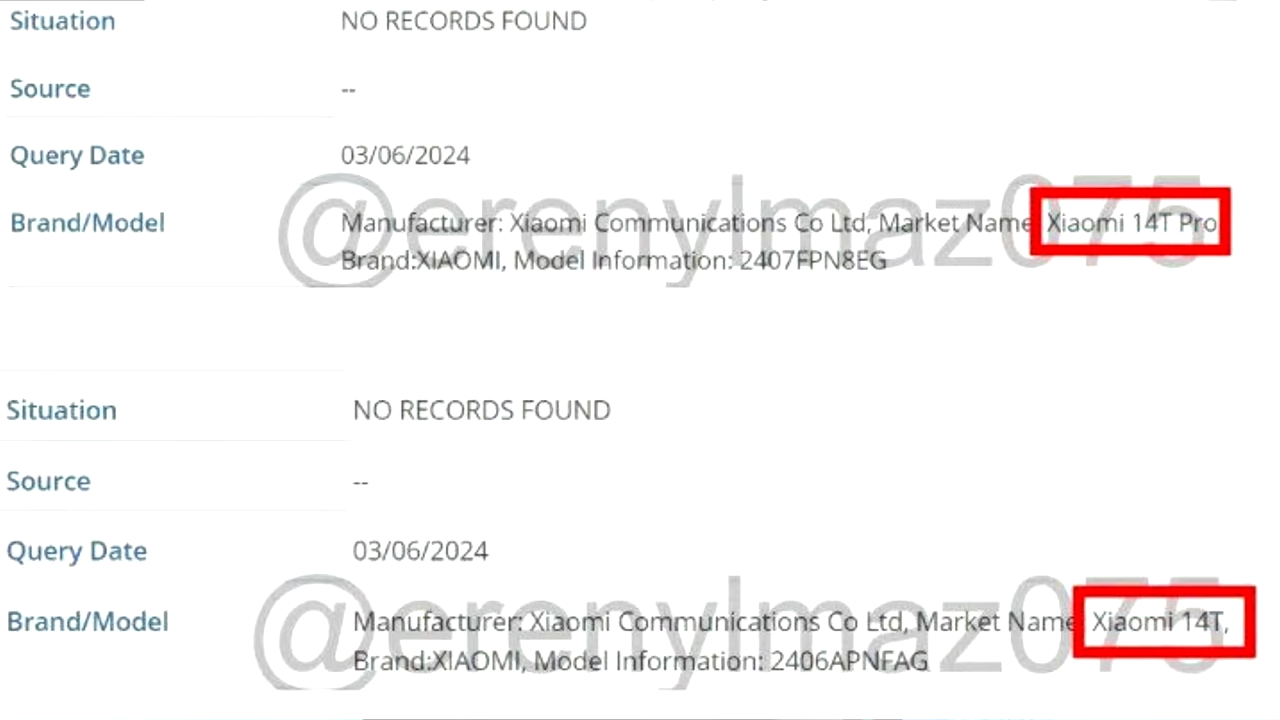 Situation NO RECORDS FOUND
Source --
Query Date 03/06/2024
Brand/Model Manufacturer: Xiaomi Communications Co Ltd, Market Name Xiaomi 14T Pro
Brand:XIAOMI, Model Information: 2407FPN8EG
@erenylmaz075
Situation NO RECORDS FOUND
Source --
Query Date 03/06/2024
Brand/Model Manufacturer: Xiaomi Communications Co Ltd, Market Name Xiaomi 14T,
Brand:XIAOMI, Model Information: 2406APNFAG
@erenylmaz075